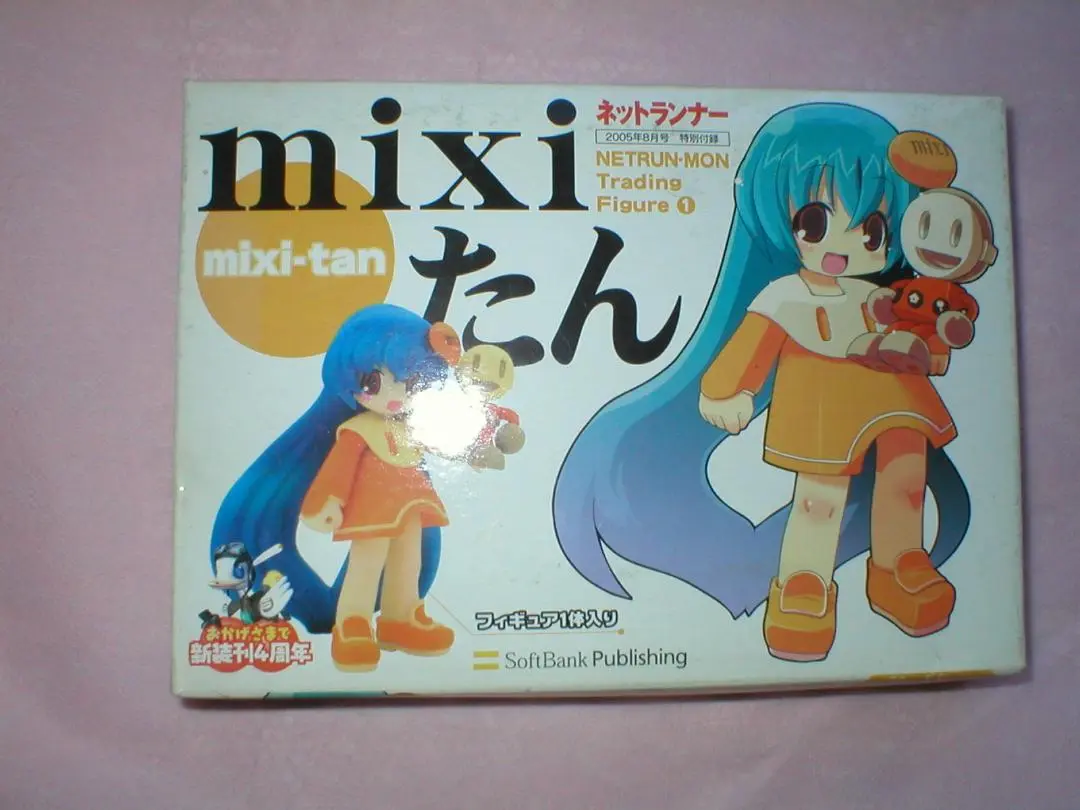 mixi
ネットランナー
2005年8月号 特別付録
NETRUN・MON
Trading
Figure 1
mixi
mixi-tan
たん
フィギュア1体入り
おかげさまで
新装刊4周年
SoftBank Publishing